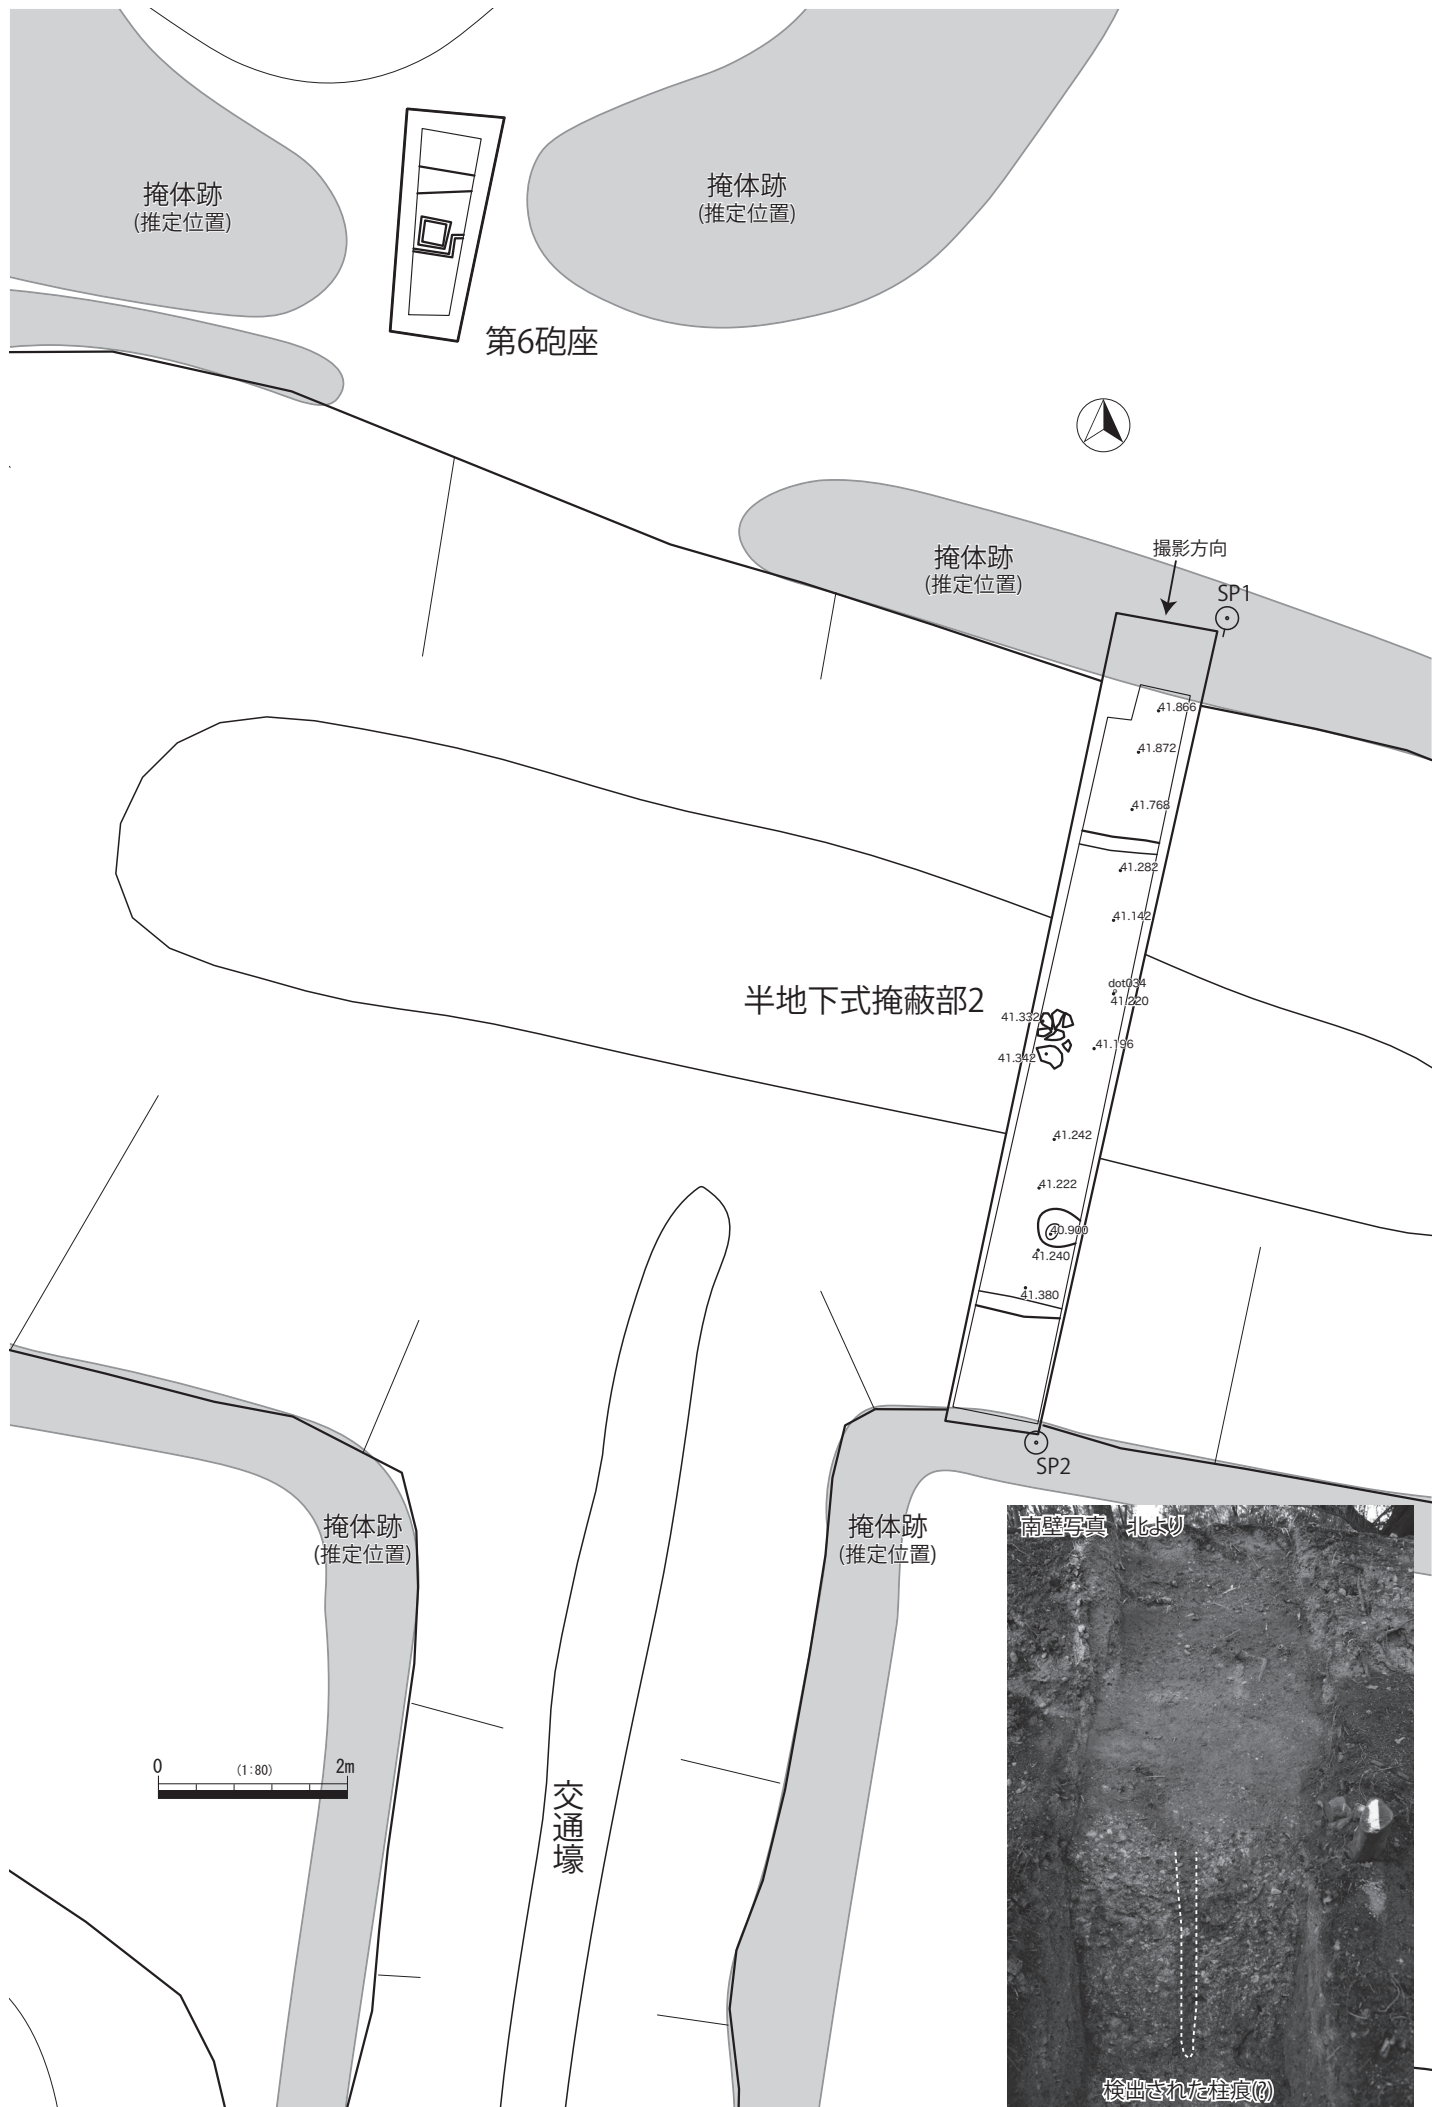 掩体跡
(推定位置)
掩体跡
(推定位置)
第6砲座
掩体跡
(推定位置)
撮影方向
SP1
41.866
41.872
41.768
41.282
41.142
dot034
41.220
半地下式掩蔽部2
41.332
41.196
41.342
41.242
41.222
40.900
41.240
41.380
SP2
掩体跡
(推定位置)
掩体跡
(推定位置)
南壁写真 北より
0 (1:80) 2m
交通壕
検出された柱痕(?)